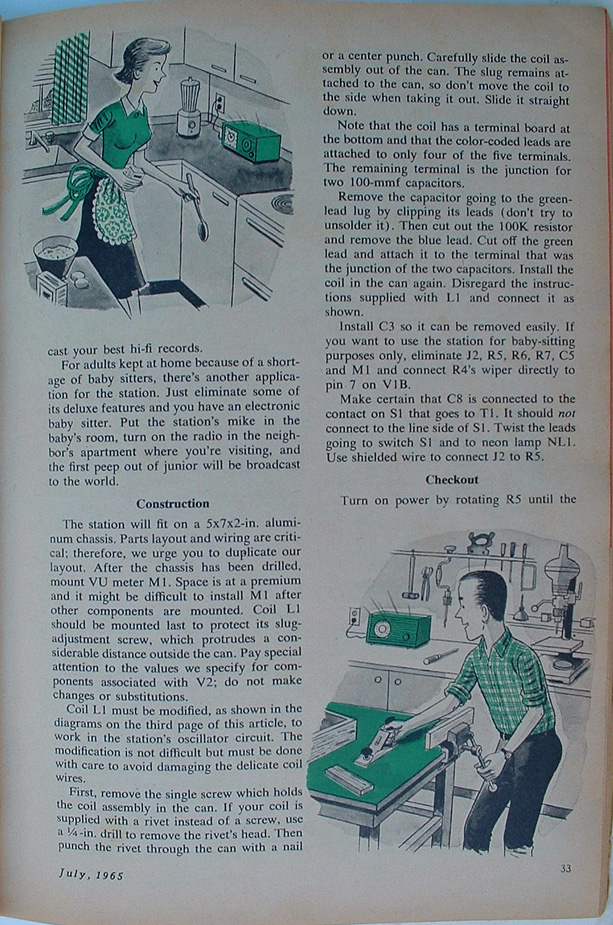 cast your best hi-fi records.
For adults kept at home because of a short-
age of baby sitters, there's another applica-
tion for the station. Just eliminate some of
its deluxe features and you have an electronic
baby sitter. Put the station's mike in the
baby's room, turn on the radio in the neigh-
bor's apartment where you're visiting, and
the first peep out of junior will be broadcast
to the world.
Construction
The station will fit on a 5x7x2-in. alumi-
num chassis. Parts layout and wiring are criti-
cal; therefore, we urge you to duplicate our
layout. After the chassis has been drilled,
mount VU meter M1. Space is at a premium
and it might be difficult to install M1 after
other components are mounted. Coil L1
should be mounted last to protect its slug-
adjustment screw, which protrudes a con-
siderable distance outside the can. Pay special
attention to the values we specify for com-
ponents associated with V2; do not make
changes or substitutions.
Coil L1 must be modified, as shown in the
diagrams on the third page of this article, to
work in the station's oscillator circuit. The
modification is not difficult but must be done
with care to avoid damaging the delicate coil
wires.
First, remove the single screw which holds
the coil assembly in the can. If your coil is
supplied with a rivet instead of a screw, use
a ¼-in. drill to remove the rivet's head. Then
punch the rivet through the can with a nail
or a center punch. Carefully slide the coil as-
sembly out of the can. The slug remains at-
tached to the can, so don't move the coil to
the side when taking it out. Slide it straight
down.
Note that the coil has a terminal board at
the bottom and that the color-coded leads are
attached to only four of the five terminals.
The remaining terminal is the junction for
two 100-mmf capacitors.
Remove the capacitor going to the green-
lead lug by clipping its leads (don't try to
unsolder it). Then cut out the 100K resistor
and remove the blue lead. Cut off the green
lead and attach it to the terminal that was
the junction of the two capacitors. Install the
coil in the can again. Disregard the instruc-
tions supplied with L1 and connect it as
shown.
Install C3 so it can be removed easily. If
you want to use the station for baby-sitting
purposes only, eliminate J2, R5, R6, R7, C5
and M1 and connect R4's wiper directly to
pin 7 on V1B.
Make certain that C8 is connected to the
contact on S1 that goes to T1. It should not
connect to the line side of S1. Twist the leads
going to switch S1 and to neon lamp NL1.
Use shielded wire to connect J2 to R5.
Checkout
Turn on power by rotating R5 until the
July, 1965
33